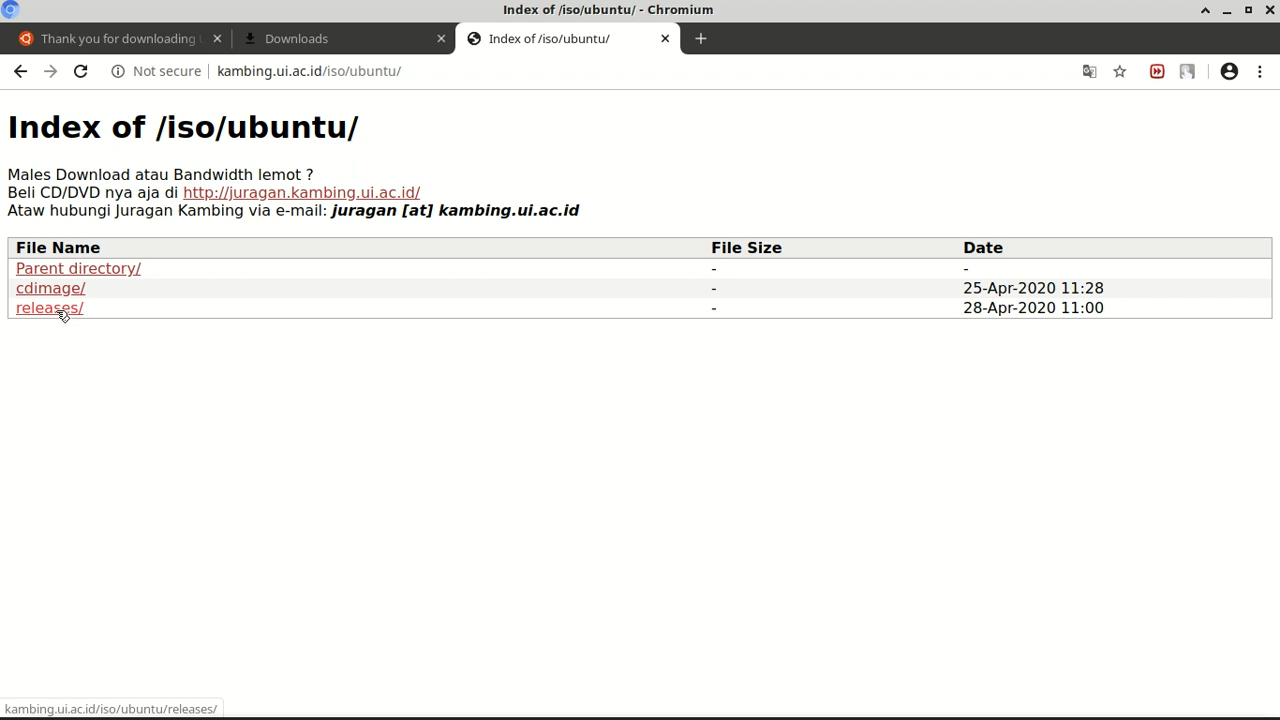 Index of /iso/ubuntu/ - Chromium
Thank you for downloading
Downloads
Index of /iso/ubuntu/
Not secure
kambing.ui.ac.id/iso/ubuntu/
Index of /iso/ubuntu/
Males Download atau Bandwidth lemot ?
Beli CD/DVD nya aja di http://juragan.kambing.ui.ac.id/
Ataw hubungi Juragan Kambing via e-mail: juragan [at] kambing.ui.ac.id
File Name File Size Date
Parent directory/ - -
cdimage/ - 25-Apr-2020 11:28
releases/ - 28-Apr-2020 11:00
kambing.ui.ac.id/iso/ubuntu/releases/